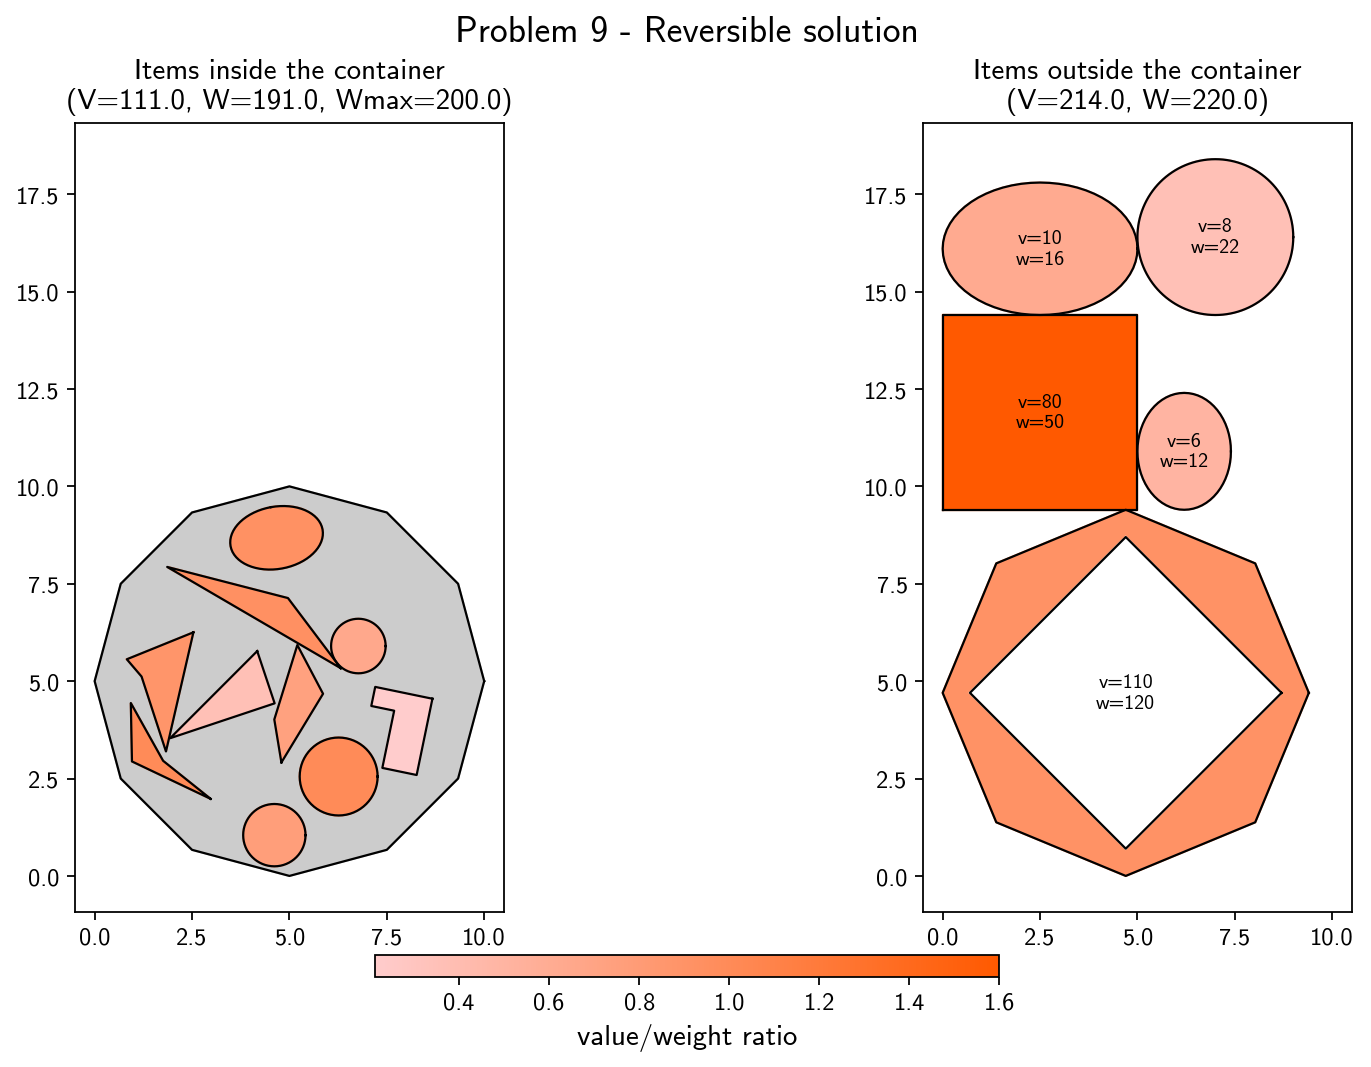 Problem 9 - Reversible solution
Items inside the container
(V=111.0, W=191.0, Wmax=200.0)
17.5
15.0
12.5
10.0
7.5
5.0
2.5
0.0
0.0 2.5 5.0 7.5 10.0
Items outside the container
(V=214.0, W=220.0)
17.5
15.0
12.5
10.0
7.5
5.0
2.5
0.0
v=10
w=16
v=8
w=22
v=80
w=50
v=6
w=12
v=110
w=120
0.0 2.5 5.0 7.5 10.0
0.4 0.6 0.8 1.0 1.2 1.4 1.6
value/weight ratio